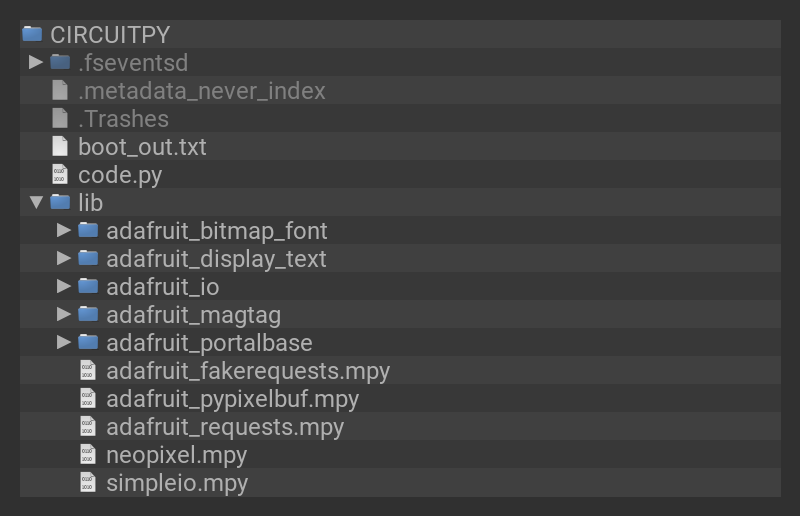 CIRCUITPY
.fseventsd
.metadata_never_index
.Trashes
boot_out.txt
code.py
lib
adafruit_bitmap_font
adafruit_display_text
adafruit_io
adafruit_magtag
adafruit_portalbase
adafruit_fakerequests.mpy
adafruit_pypixelbuf.mpy
adafruit_requests.mpy
neopixel.mpy
simpleio.mpy